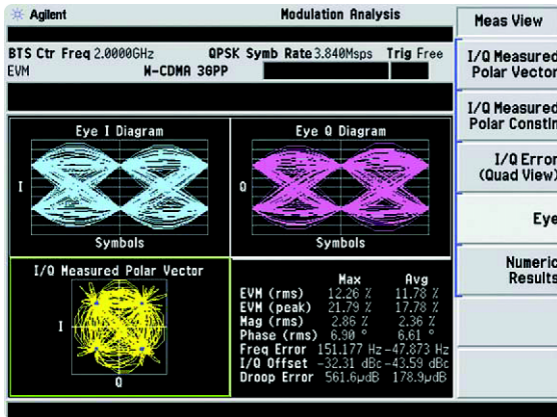 Agilent Modulation Analysis Meas View
BTS Ctr Freq 2.0000GHz QPSK Symb Rate 3.840Msps Trig Free
EVM W-CDMA 3GPP
I/Q Measured
Polar Vector
I/Q Measured
Polar Constln
I/Q Error
(Quad View)
Eye
Numeric
Results
Eye I Diagram
I
Symbols
Eye Q Diagram
Q
Symbols
I/Q Measured Polar Vector
I
Q
Max Avg
EVM (rms) 12.26 % 11.78 %
EVM (peak) 21.79 % 17.78 %
Mag (rms) 2.86 % 2.36 %
Phase (rms) 6.90 ° 6.61 °
Freq Error 151.177 Hz -47.873 Hz
I/Q Offset -32.31 dBc -43.59 dBc
Droop Error 561.6µdB 178.9µdB